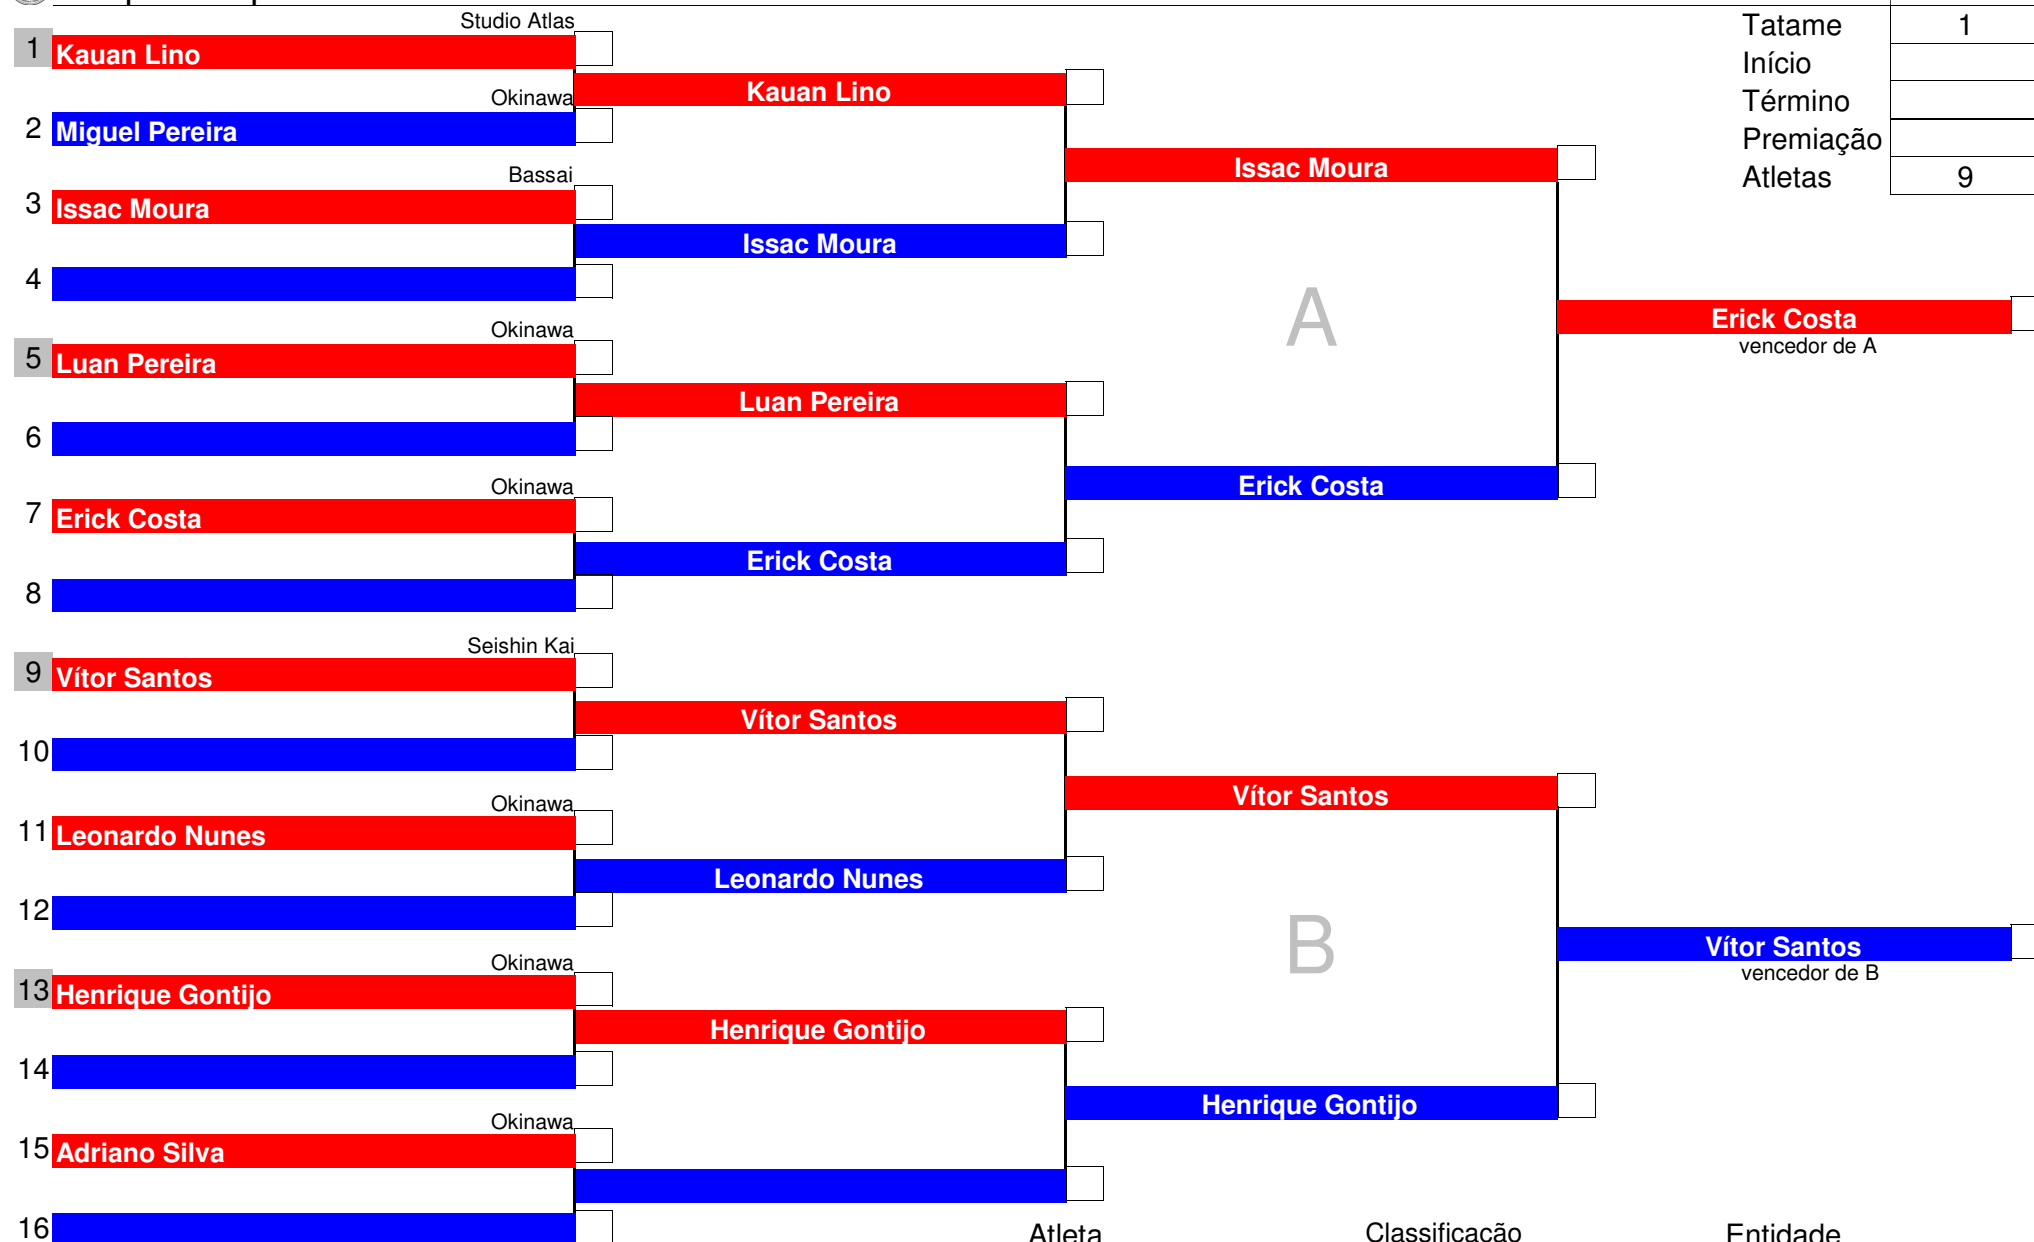 Studio Atlas
1 Kauan Lino
Okinawa
2 Miguel Pereira
Kauan Lino
Bassai
3 Issac Moura
Issac Moura
4
Issac Moura
Okinawa
5 Luan Pereira
Luan Pereira
6
Okinawa
7 Erick Costa
Erick Costa
8
Erick Costa
A
Erick Costa
vencedor de A
Seishin Kai
9 Vítor Santos
Vítor Santos
10
Okinawa
11 Leonardo Nunes
Leonardo Nunes
12
Vítor Santos
Okinawa
13 Henrique Gontijo
Henrique Gontijo
14
Okinawa
15 Adriano Silva
16
Henrique Gontijo
B
Vítor Santos
vencedor de B
Tatame 1
Início
Término
Premiação
Atletas 9
Atleta Classificação Entidade